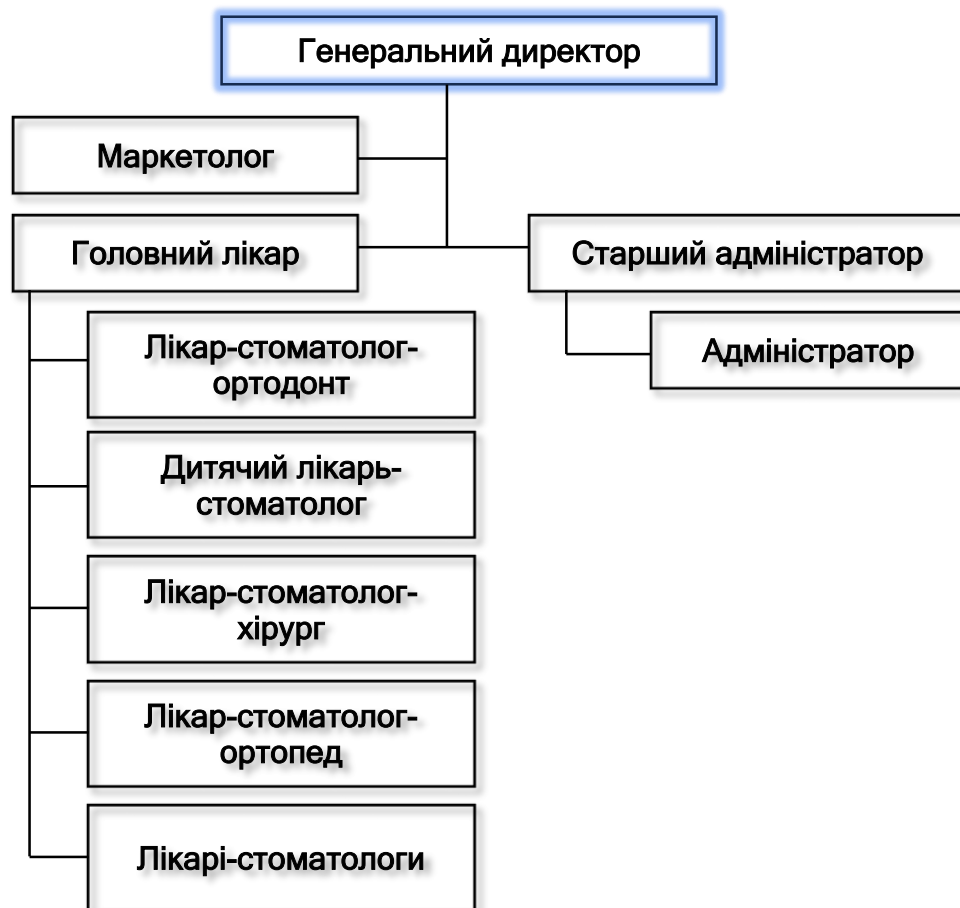 Генеральний директор
Маркетолог
Головний лікар
Старший адміністратор
Лікар-стоматолог-
ортодонт
Адміністратор
Дитячий лікарь-
стоматолог
Лікар-стоматолог-
хірург
Лікар-стоматолог-
ортопед
Лікарі-стоматологи